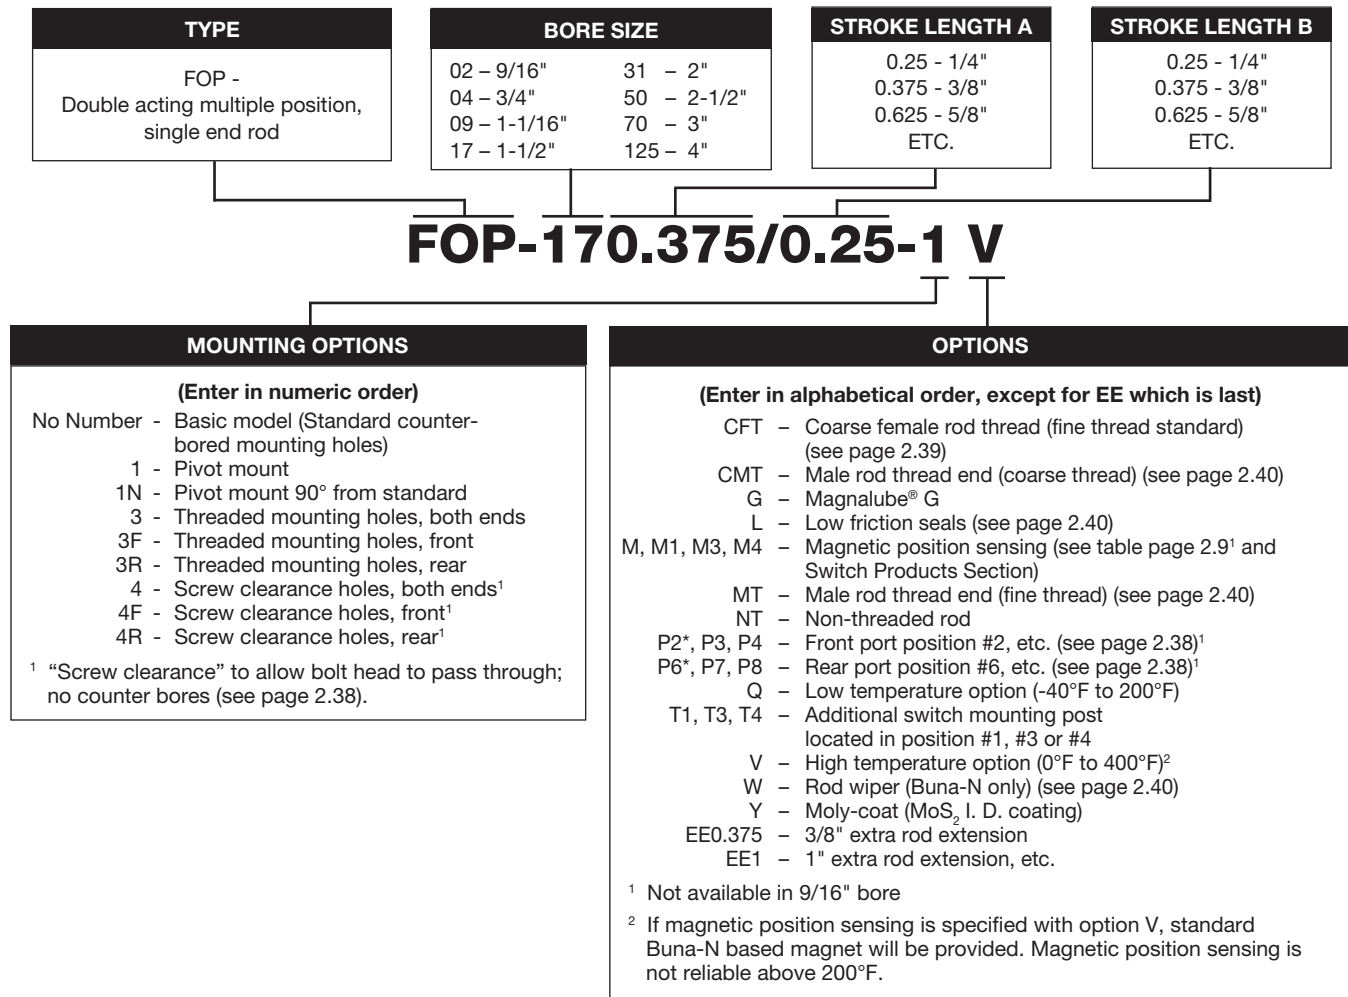 TYPE
FOP -
Double acting multiple position,
single end rod
BORE SIZE
02 – 9/16" 31 – 2"
04 – 3/4" 50 – 2-1/2"
09 – 1-1/16" 70 – 3"
17 – 1-1/2" 125 – 4"
STROKE LENGTH A
0.25 - 1/4"
0.375 - 3/8"
0.625 - 5/8"
ETC.
STROKE LENGTH B
0.25 - 1/4"
0.375 - 3/8"
0.625 - 5/8"
ETC.
FOP-170.375/0.25-1 V
MOUNTING OPTIONS
(Enter in numeric order)
No Number - Basic model (Standard counter-
bored mounting holes)
1 - Pivot mount
1N - Pivot mount 90° from standard
3 - Threaded mounting holes, both ends
3F - Threaded mounting holes, front
3R - Threaded mounting holes, rear
4 - Screw clearance holes, both ends¹
4F - Screw clearance holes, front¹
4R - Screw clearance holes, rear¹
¹ “Screw clearance” to allow bolt head to pass through;
no counter bores (see page 2.38).
OPTIONS
(Enter in alphabetical order, except for EE which is last)
CFT – Coarse female rod thread (fine thread standard)
(see page 2.39)
CMT – Male rod thread end (coarse thread) (see page 2.40)
G – Magnalube® G
L – Low friction seals (see page 2.40)
M, M1, M3, M4 – Magnetic position sensing (see table page 2.9¹ and
Switch Products Section)
MT – Male rod thread end (fine thread) (see page 2.40)
NT – Non-threaded rod
P2*, P3, P4 – Front port position #2, etc. (see page 2.38)¹
P6*, P7, P8 – Rear port position #6, etc. (see page 2.38)¹
Q – Low temperature option (-40°F to 200°F)
T1, T3, T4 – Additional switch mounting post
located in position #1, #3 or #4
V – High temperature option (0°F to 400°F)²
W – Rod wiper (Buna-N only) (see page 2.40)
Y – Moly-coat (MoS₂ I. D. coating)
EE0.375 – 3/8" extra rod extension
EE1 – 1" extra rod extension, etc.
¹ Not available in 9/16" bore
² If magnetic position sensing is specified with option V, standard
Buna-N based magnet will be provided. Magnetic position sensing is
not reliable above 200°F.